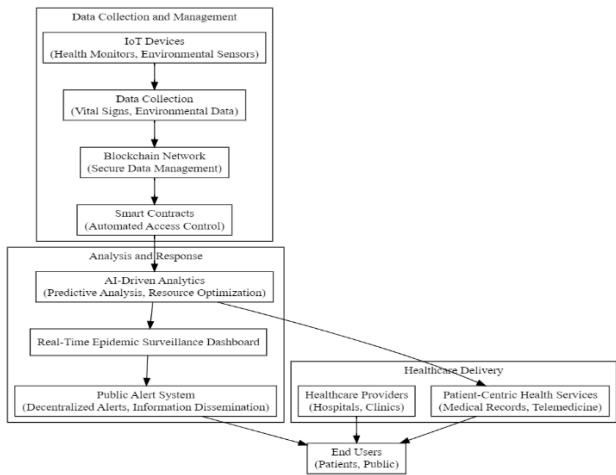 Data Collection and Management
IoT Devices
(Health Monitors, Environmental Sensors)
Data Collection
(Vital Signs, Environmental Data)
Blockchain Network
(Secure Data Management)
Smart Contracts
(Automated Access Control)
Analysis and Response
AI-Driven Analytics
(Predictive Analysis, Resource Optimization)
Real-Time Epidemic Surveillance Dashboard
Public Alert System
(Decentralized Alerts, Information Dissemination)
Healthcare Delivery
Healthcare Providers
(Hospitals, Clinics)
Patient-Centric Health Services
(Medical Records, Telemedicine)
End Users
(Patients, Public)